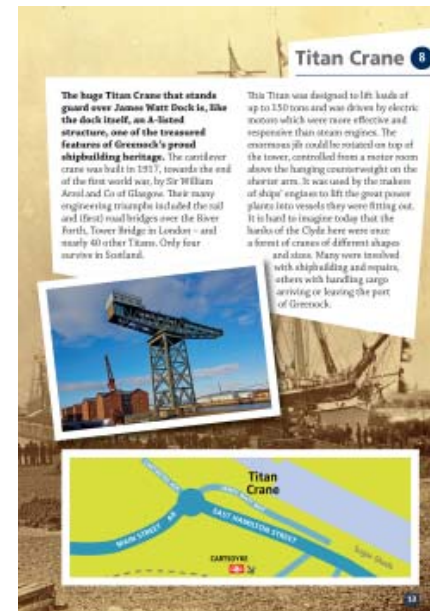 Titan Crane 8
The huge Titan Crane that stands
guard over James Watt Dock is, like
the dock itself, an A-listed
structure, one of the treasured
features of Greenock's proud
shipbuilding heritage. The cantilever
crane was built in 1917, towards the end
of the first world war, by Sir William
Arrol and Co of Glasgow. Their many
engineering triumphs included the rail
and (first) road bridges over the River
Forth, Tower Bridge in London – and
nearly 40 other Titans. Only four
survive in Scotland.
This Titan was designed to lift loads of
up to 150 tons and was driven by electric
motors which were more effective and
responsive than steam engines. The
enormous jib could be rotated on top of
the tower, controlled from a motor room
above the hanging counterweight on the
shorter arm. It was used by the makers
of ships' engines to lift the great power
plants into vessels they were fitting out.
It is hard to imagine today that the
banks of the Clyde here were once
a forest of cranes of different shapes
and sizes. Many were involved
with shipbuilding and repairs,
others with handling cargo
arriving or leaving the port
of Greenock.
Titan
Crane
JAMES WATT WAY
MAIN STREET A8
EAST HAMILTON STREET
CARTSDYKE
Sugar Sheds